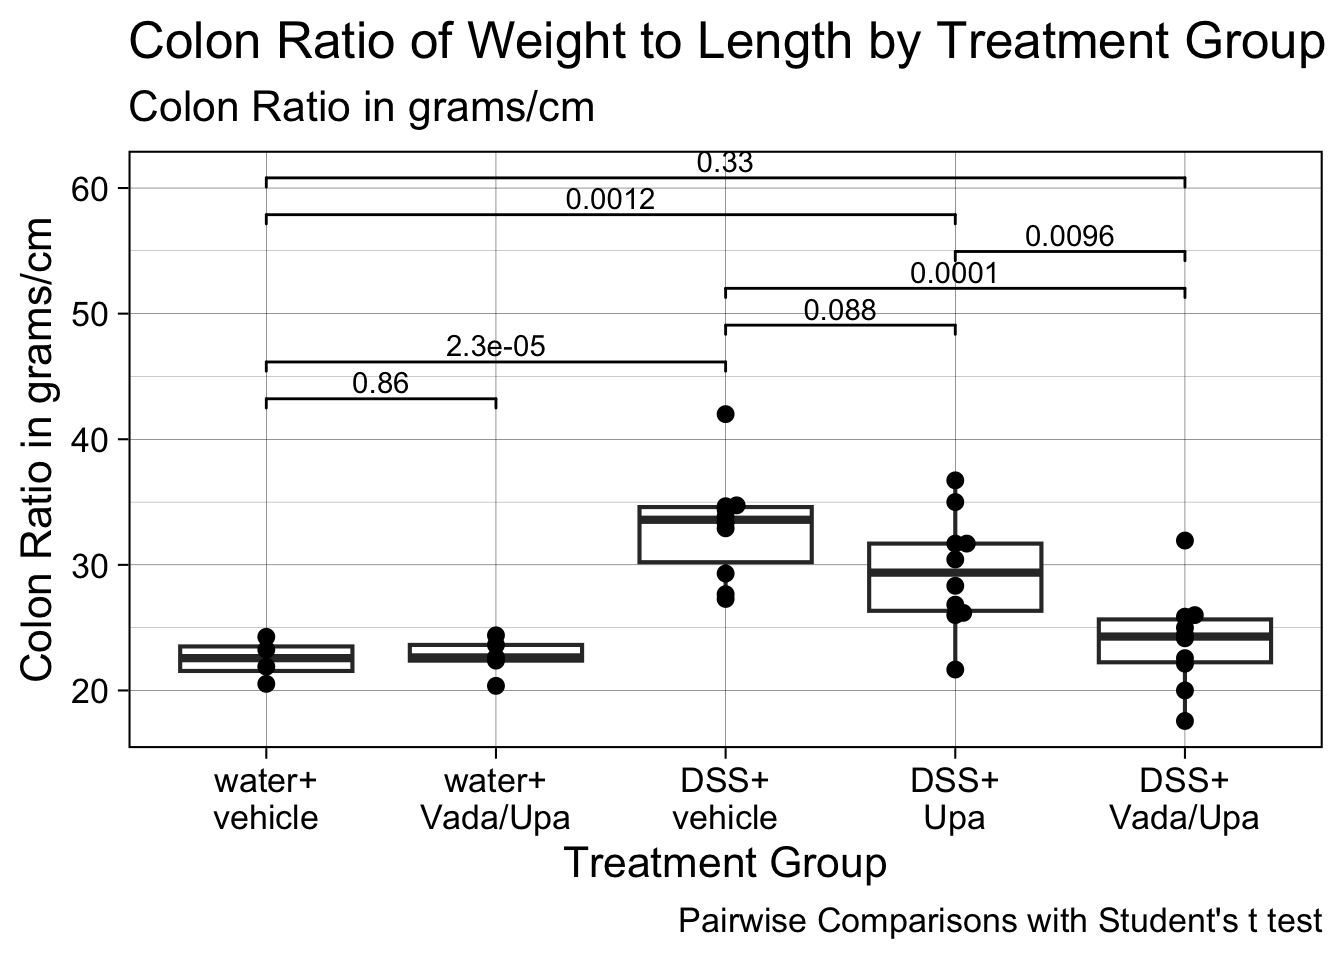 Colon Ratio of Weight to Length by Treatment Group
Colon Ratio in grams/cm
Colon Ratio in grams/cm
60
50
40
30
20
0.33
0.0012
0.0096
0.0001
0.088
2.3e-05
0.86
water+
vehicle
water+
Vada/Upa
DSS+
vehicle
DSS+
Upa
DSS+
Vada/Upa
Treatment Group
Pairwise Comparisons with Student's t test